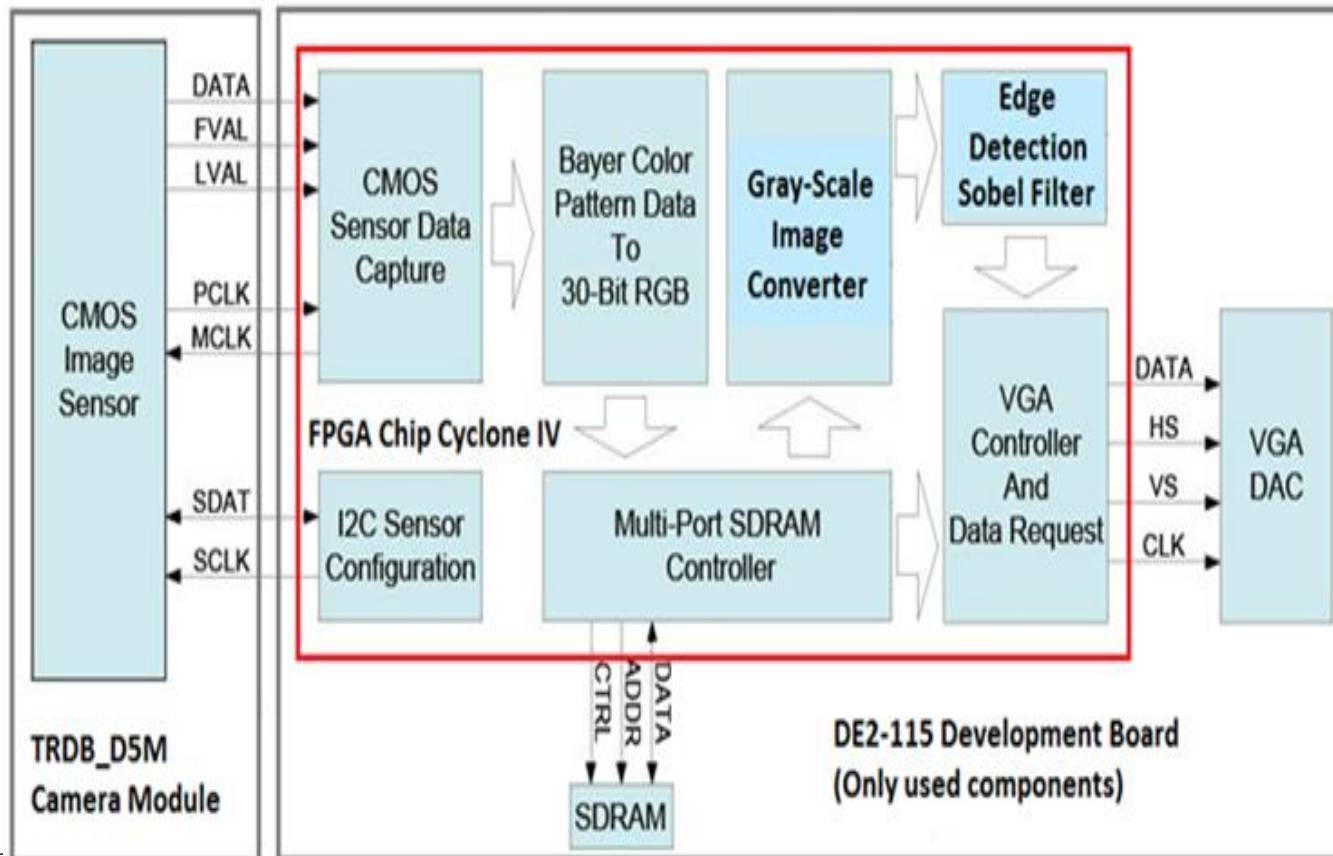 DATA
FVAL
LVAL
PCLK
MCLK
SDAT
SCLK
CMOS
Image
Sensor
TRDB_D5M
Camera Module
CMOS
Sensor Data
Capture
Bayer Color
Pattern Data
To
30-Bit RGB
Gray-Scale
Image
Converter
Edge
Detection
Sobel Filter
FPGA Chip Cyclone IV
I2C Sensor
Configuration
Multi-Port SDRAM
Controller
VGA
Controller
And
Data Request
DATA
HS
VS
CLK
VGA
DAC
CTRL
ADDR
DATA
SDRAM
DE2-115 Development Board
(Only used components)